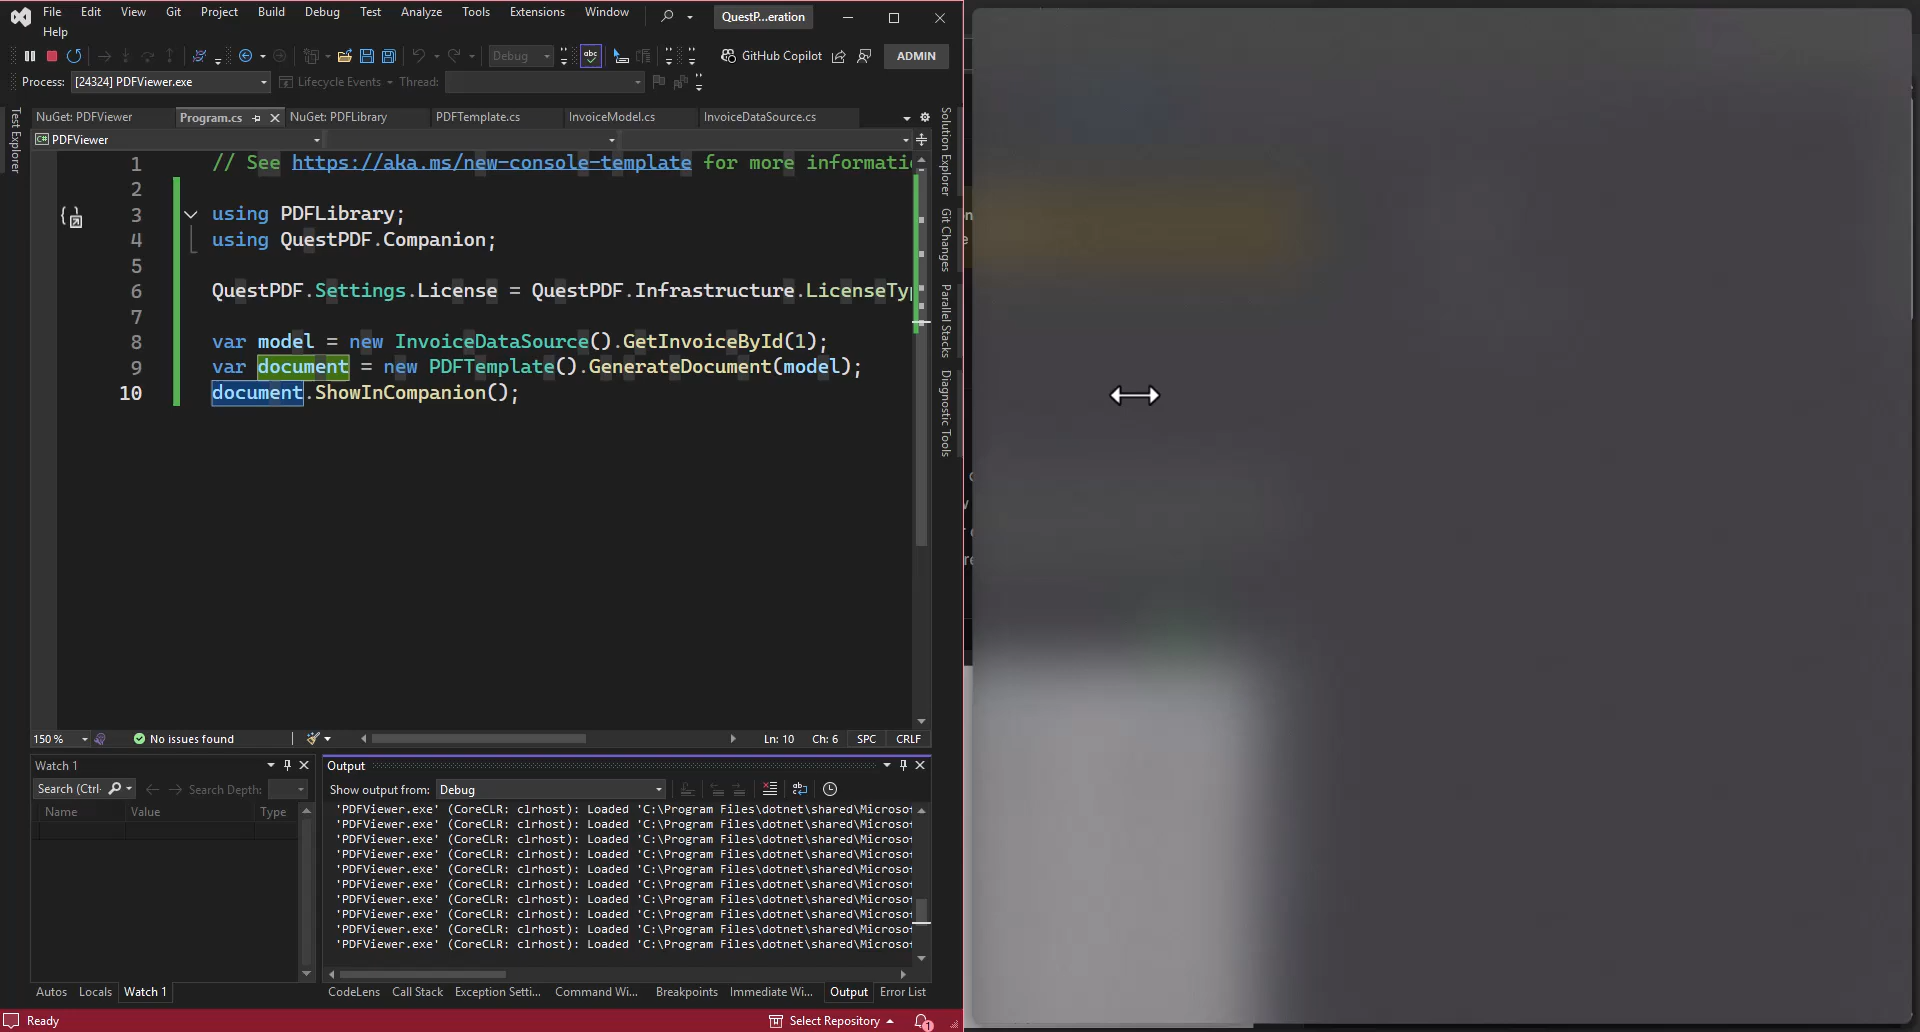 File Edit View Git Project Build Debug Test Analyze Tools Extensions Window QuestP...eration
Help
Debug GitHub Copilot ADMIN
Process: [24324] PDFViewer.exe Lifecycle Events Thread:
NuGet: PDFViewer Program.cs NuGet: PDFLibrary PDFTemplate.cs InvoiceModel.cs InvoiceDataSource.cs
PDFViewer
Test Explorer
Solution Explorer
Git Changes
Parallel Stacks
Diagnostic Tools
1 // See https://aka.ms/new-console-template for more informati
2
3 using PDFLibrary;
4 using QuestPDF.Companion;
5
6 QuestPDF.Settings.License = QuestPDF.Infrastructure.LicenseTy
7
8 var model = new InvoiceDataSource().GetInvoiceById(1);
9 var document = new PDFTemplate().GenerateDocument(model);
10 document.ShowInCompanion();
150 % No issues found Ln: 10 Ch: 6 SPC CRLF
Watch 1
Search (Ctrl- Search Depth:
Name Value Type
Output
Show output from: Debug
'PDFViewer.exe' (CoreCLR: clrhost): Loaded 'C:\Program Files\dotnet\shared\Microso
'PDFViewer.exe' (CoreCLR: clrhost): Loaded 'C:\Program Files\dotnet\shared\Microso
'PDFViewer.exe' (CoreCLR: clrhost): Loaded 'C:\Program Files\dotnet\shared\Microso
'PDFViewer.exe' (CoreCLR: clrhost): Loaded 'C:\Program Files\dotnet\shared\Microso
'PDFViewer.exe' (CoreCLR: clrhost): Loaded 'C:\Program Files\dotnet\shared\Microso
'PDFViewer.exe' (CoreCLR: clrhost): Loaded 'C:\Program Files\dotnet\shared\Microso
'PDFViewer.exe' (CoreCLR: clrhost): Loaded 'C:\Program Files\dotnet\shared\Microso
'PDFViewer.exe' (CoreCLR: clrhost): Loaded 'C:\Program Files\dotnet\shared\Microso
'PDFViewer.exe' (CoreCLR: clrhost): Loaded 'C:\Program Files\dotnet\shared\Microso
'PDFViewer.exe' (CoreCLR: clrhost): Loaded 'C:\Program Files\dotnet\shared\Microso
Autos Locals Watch 1
CodeLens Call Stack Exception Setti... Command Wi... Breakpoints Immediate Wi... Output Error List
Ready Select Repository 1